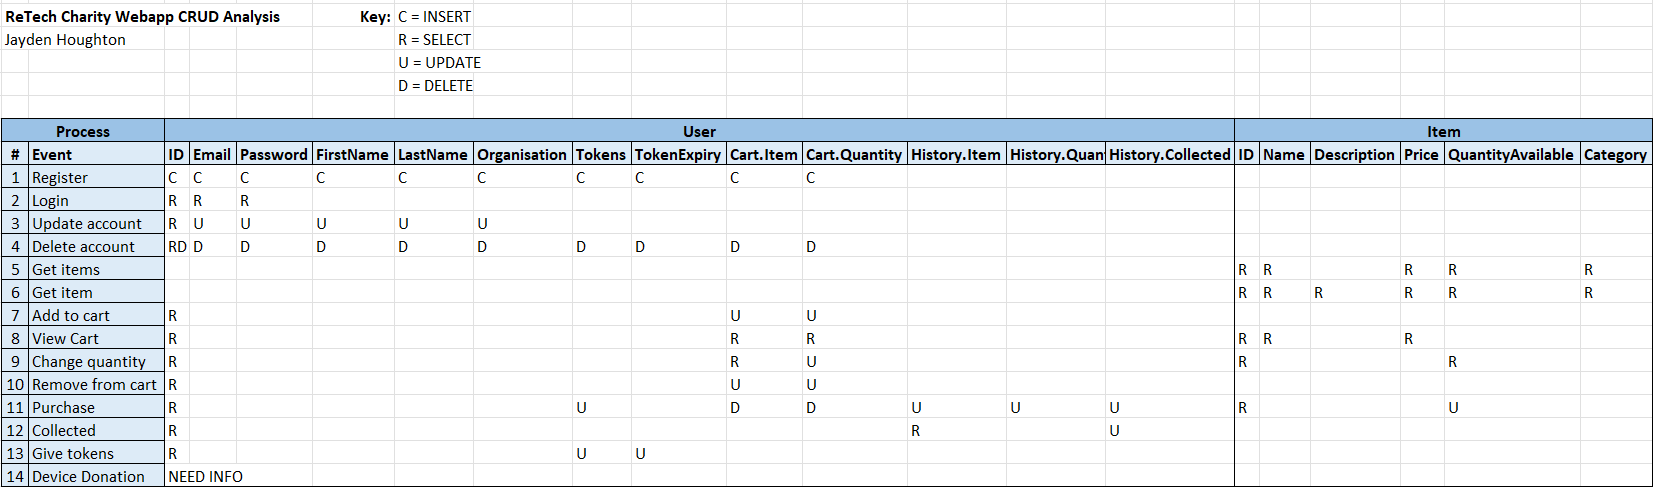 ReTech Charity Webapp CRUD Analysis Key: C = INSERT
Jayden Houghton R = SELECT
U = UPDATE
D = DELETE
Process User Item
# Event ID Email Password FirstName LastName Organisation Tokens TokenExpiry Cart.Item Cart.Quantity History.Item History.Quan History.Collected ID Name Description Price QuantityAvailable Category
1 Register C C C C C C C C C C
2 Login R R R
3 Update account R U U U U U
4 Delete account RD D D D D D D D D D
5 Get items R R R R R
6 Get item R R R R R R
7 Add to cart R U U
8 View Cart R R R R R R
9 Change quantity R R U R R
10 Remove from cart R U U
11 Purchase R U D D U U U R U
12 Collected R R U
13 Give tokens R U U
14 Device Donation NEED INFO